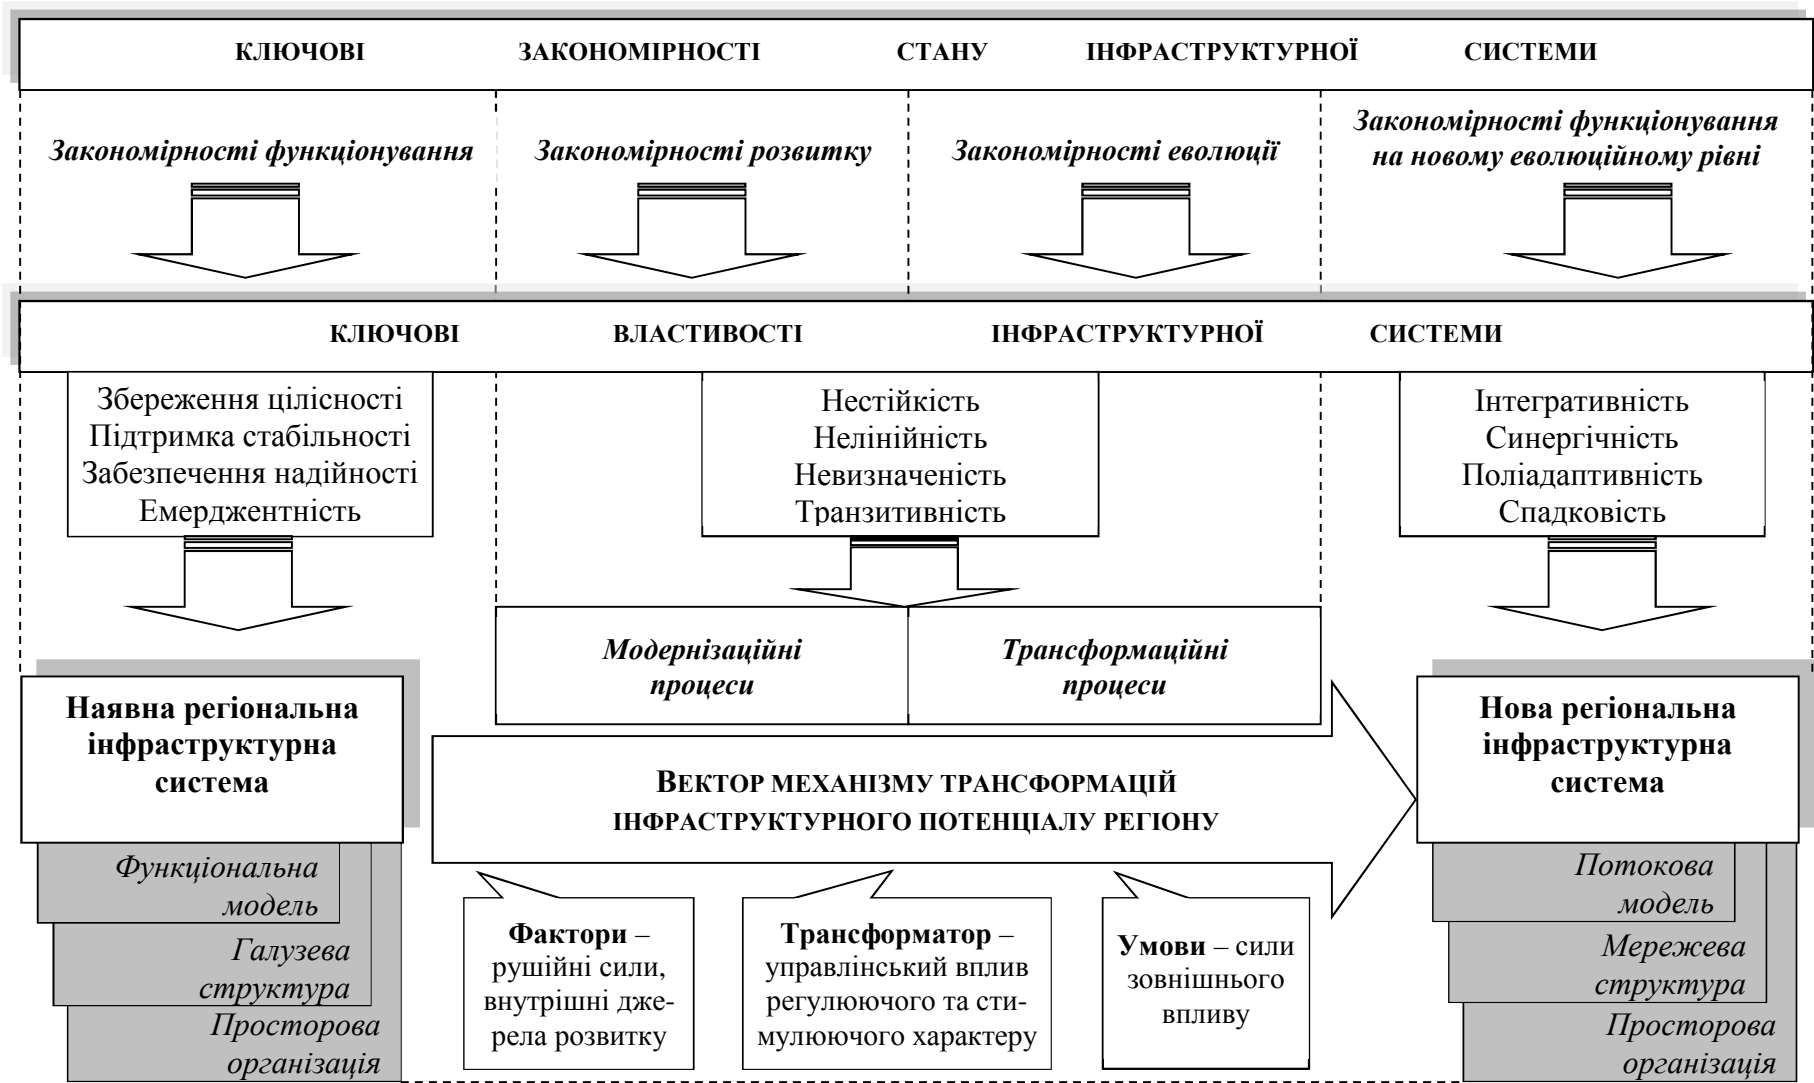 КЛЮЧОВІ ЗАКОНОМІРНОСТІ СТАНУ ІНФРАСТРУКТУРНОЇ СИСТЕМИ
Закономірності функціонування
Закономірності розвитку
Закономірності еволюції
Закономірності функціонування
на новому еволюційному рівні
КЛЮЧОВІ ВЛАСТИВОСТІ ІНФРАСТРУКТУРНОЇ СИСТЕМИ
Збереження цілісності
Підтримка стабільності
Забезпечення надійності
Емерджентність
Нестійкість
Нелінійність
Невизначеність
Транзитивність
Інтегративність
Синергічність
Поліадаптивність
Спадковість
Модернізаційні
процеси
Трансформаційні
процеси
Наявна регіональна
інфраструктурна
система
Функціональна
модель
Галузева
структура
Просторова
організація
ВЕКТОР МЕХАНІЗМУ ТРАНСФОРМАЦІЙ
ІНФРАСТРУКТУРНОГО ПОТЕНЦІАЛУ РЕГІОНУ
Фактори –
рушійні сили,
внутрішні дже-
рела розвитку
Трансформатор –
управлінський вплив
регулюючого та сти-
мулюючого характеру
Умови – сили
зовнішнього
впливу
Нова регіональна
інфраструктурна
система
Потокова
модель
Мережева
структура
Просторова
організація